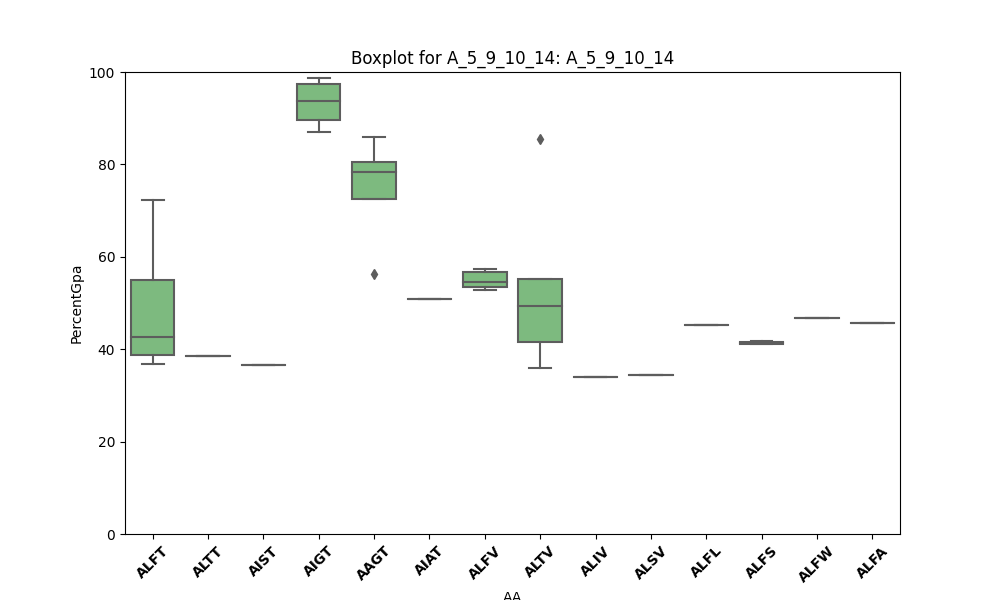 Boxplot for A_5_9_10_14: A_5_9_10_14
100
80
60
40
20
0
PercentGpa
ALFT ALTT AIST AIGT AAGT AIAT ALFV ALTV ALIV ALSV ALFL ALFS ALFW ALFA
AA